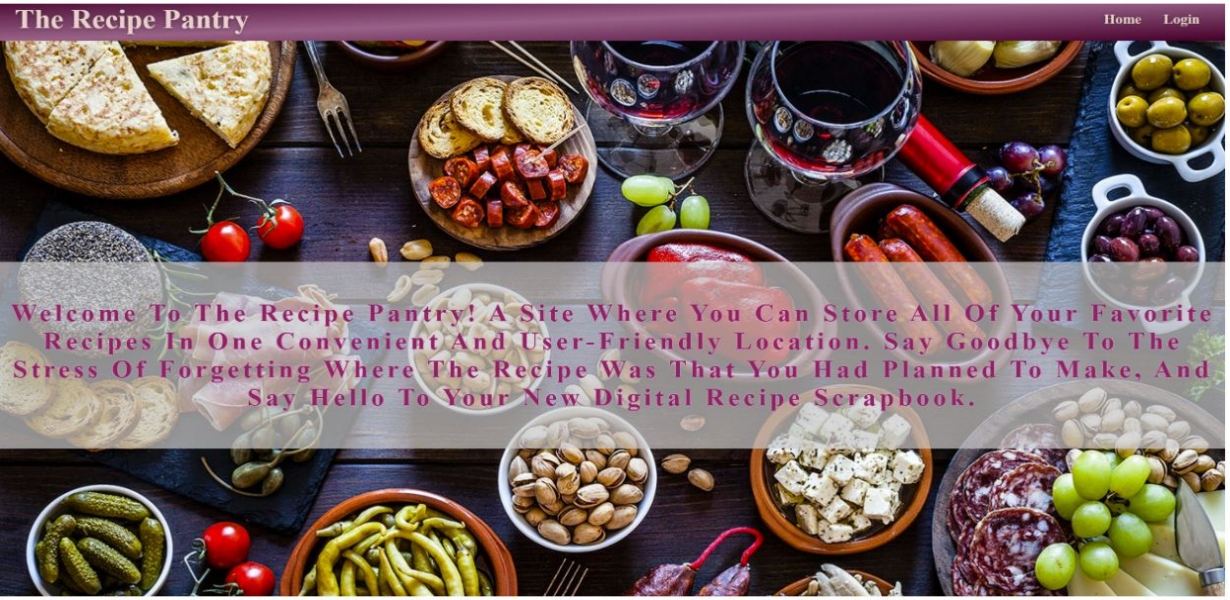 The Recipe Pantry
Home Login
Welcome To The Recipe Pantry! A Site Where You Can Store All Of Your Favorite
Recipes In One Convenient And User-Friendly Location. Say Goodbye To The
Stress Of Forgetting Where The Recipe Was That You Had Planned To Make, And
Say Hello To Your New Digital Recipe Scrapbook.